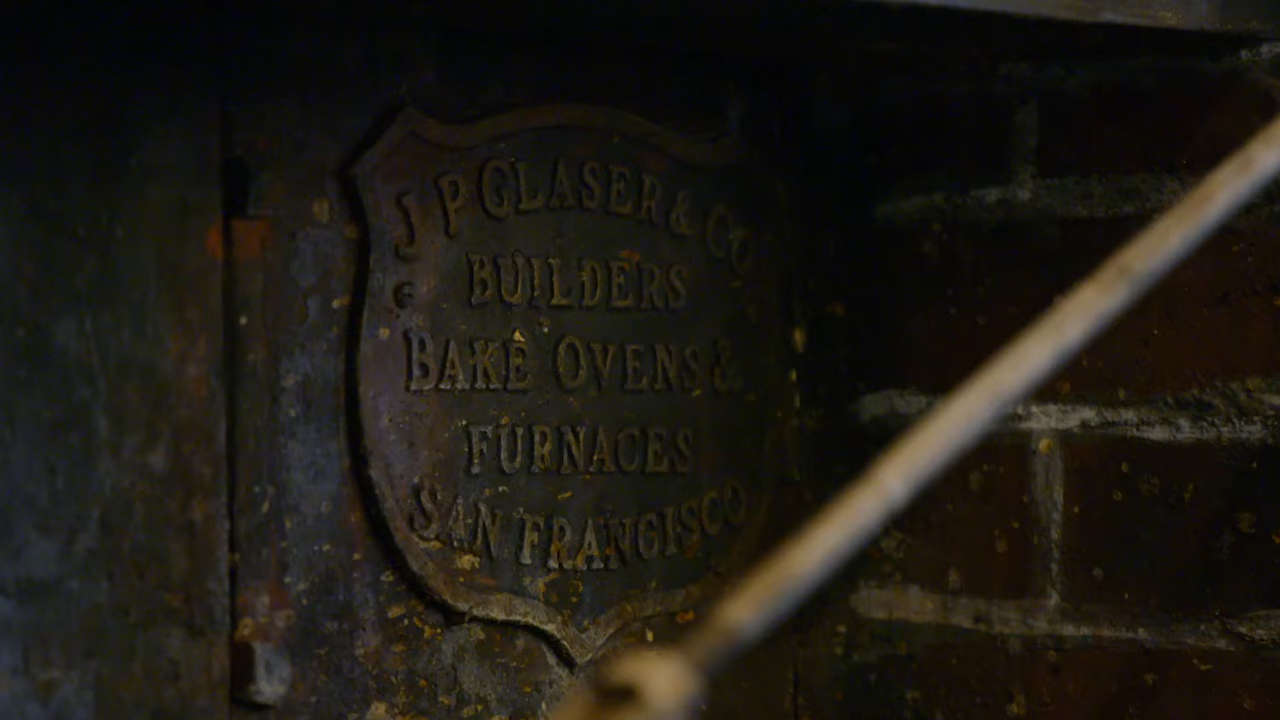 J P GLASER & CO
BUILDERS
BAKE OVENS &
FURNACES
SAN FRANCISCO